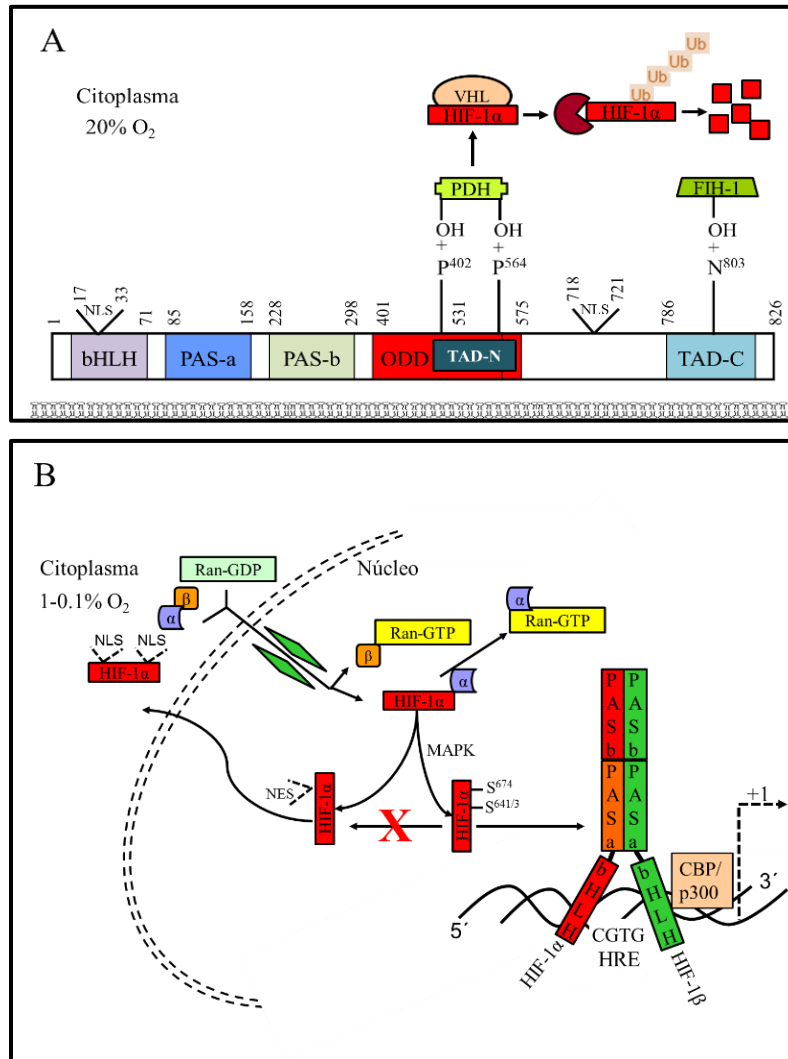 A
Citoplasma
20% O₂
VHL
HIF-1α
Ub
Ub
Ub
Ub
HIF-1α
PDH
FIH-1
OH
+
P⁴⁰²
OH
+
P⁵⁶⁴
OH
+
N⁸⁰³
1
17
NLS
33
71
85
158
228
298
401
531
575
718
NLS
721
786
826
bHLH
PAS-a
PAS-b
ODD
TAD-N
TAD-C
B
Citoplasma
1-0.1% O₂
Núcleo
Ran-GDP
β
α
NLS
NLS
HIF-1α
Ran-GTP
β
α
Ran-GTP
α
HIF-1α
MAPK
NES
HIF-1α
X
HIF-1α
S⁶⁷⁴
S⁶⁴¹/³
PASb
PASb
PASa
PASa
bHLH
bHLH
+1
CBP/
p300
3´
5´
CGTG
HRE
HIF-1α
HIF-1β